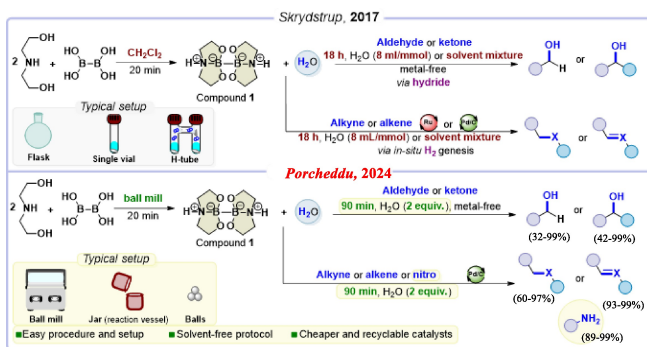 Skrydstrup, 2017
OH
2 NH + HO OH B–B HO OH
OH
CH2Cl2
20 min
H–N–B–B–N–H
O O
O O
Compound 1
+ H2O
Aldehyde or ketone
18 h, H2O (8 ml/mmol) or solvent mixture
metal-free
via hydride
OH
H
or
OH
Alkyne or alkene Ru or Pd/C
18 h, H2O (8 mL/mmol) or solvent mixture
via in-situ H2 genesis
X or X
Typical setup
Flask
Single vial
H-tube
Porcheddu, 2024
OH
2 NH + HO OH B–B HO OH
OH
ball mill
20 min
H–N–B–B–N–H
O O
O O
Compound 1
+ H2O
Aldehyde or ketone
90 min, H2O (2 equiv.), metal-free
OH
H
or
OH
(32-99%) (42-99%)
Alkyne or alkene or nitro Pd/C
90 min, H2O (2 equiv.)
X or X
(60-97%) (93-99%)
NH2
(89-99%)
Typical setup
Ball mill
Jar (reaction vessel)
Balls
Easy procedure and setup
Solvent-free protocol
Cheaper and recyclable catalysts